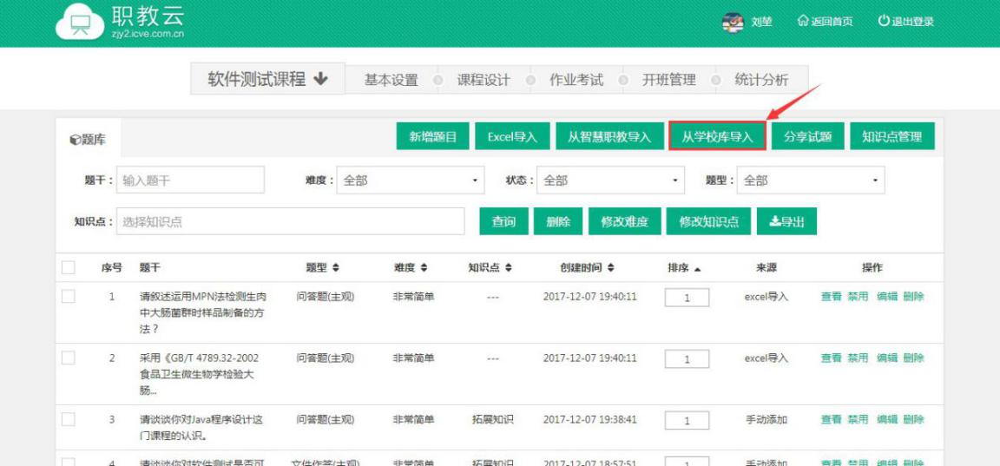 职教云
zjy2.icve.com.cn
刘堃 返回首页 退出登录
软件测试课程 基本设置 课程设计 作业考试 开班管理 统计分析
题库 新增题目 Excel导入 从智慧职教导入 从学校库导入 分享试题 知识点管理
题干： 输入题干 难度： 全部 状态： 全部 题型： 全部
知识点： 选择知识点 查询 删除 修改难度 修改知识点 导出
序号 题干 题型 难度 知识点 创建时间 排序 来源 操作
1 请叙述运用MPN法检测生肉 问答题(主观) 非常简单 --- 2017-12-07 19:40:11 1 excel导入 查看 禁用 编辑 删除
中大肠菌群时样品制备的方
法？
2 采用《GB/T 4789.32-2002 问答题(主观) 非常简单 --- 2017-12-07 19:40:11 1 excel导入 查看 禁用 编辑 删除
食品卫生微生物学检验大
肠...
3 请谈谈你对Java程序设计这 问答题(主观) 非常简单 拓展知识 2017-12-07 19:38:41 1 手动添加 查看 禁用 编辑 删除
门课程的认识。
4 请谈谈你对软件测试是否可 文件作答(主观) 非常简单 拓展知识 2017-12-07 18:57:51 1 手动添加 查看 禁用 编辑 删除